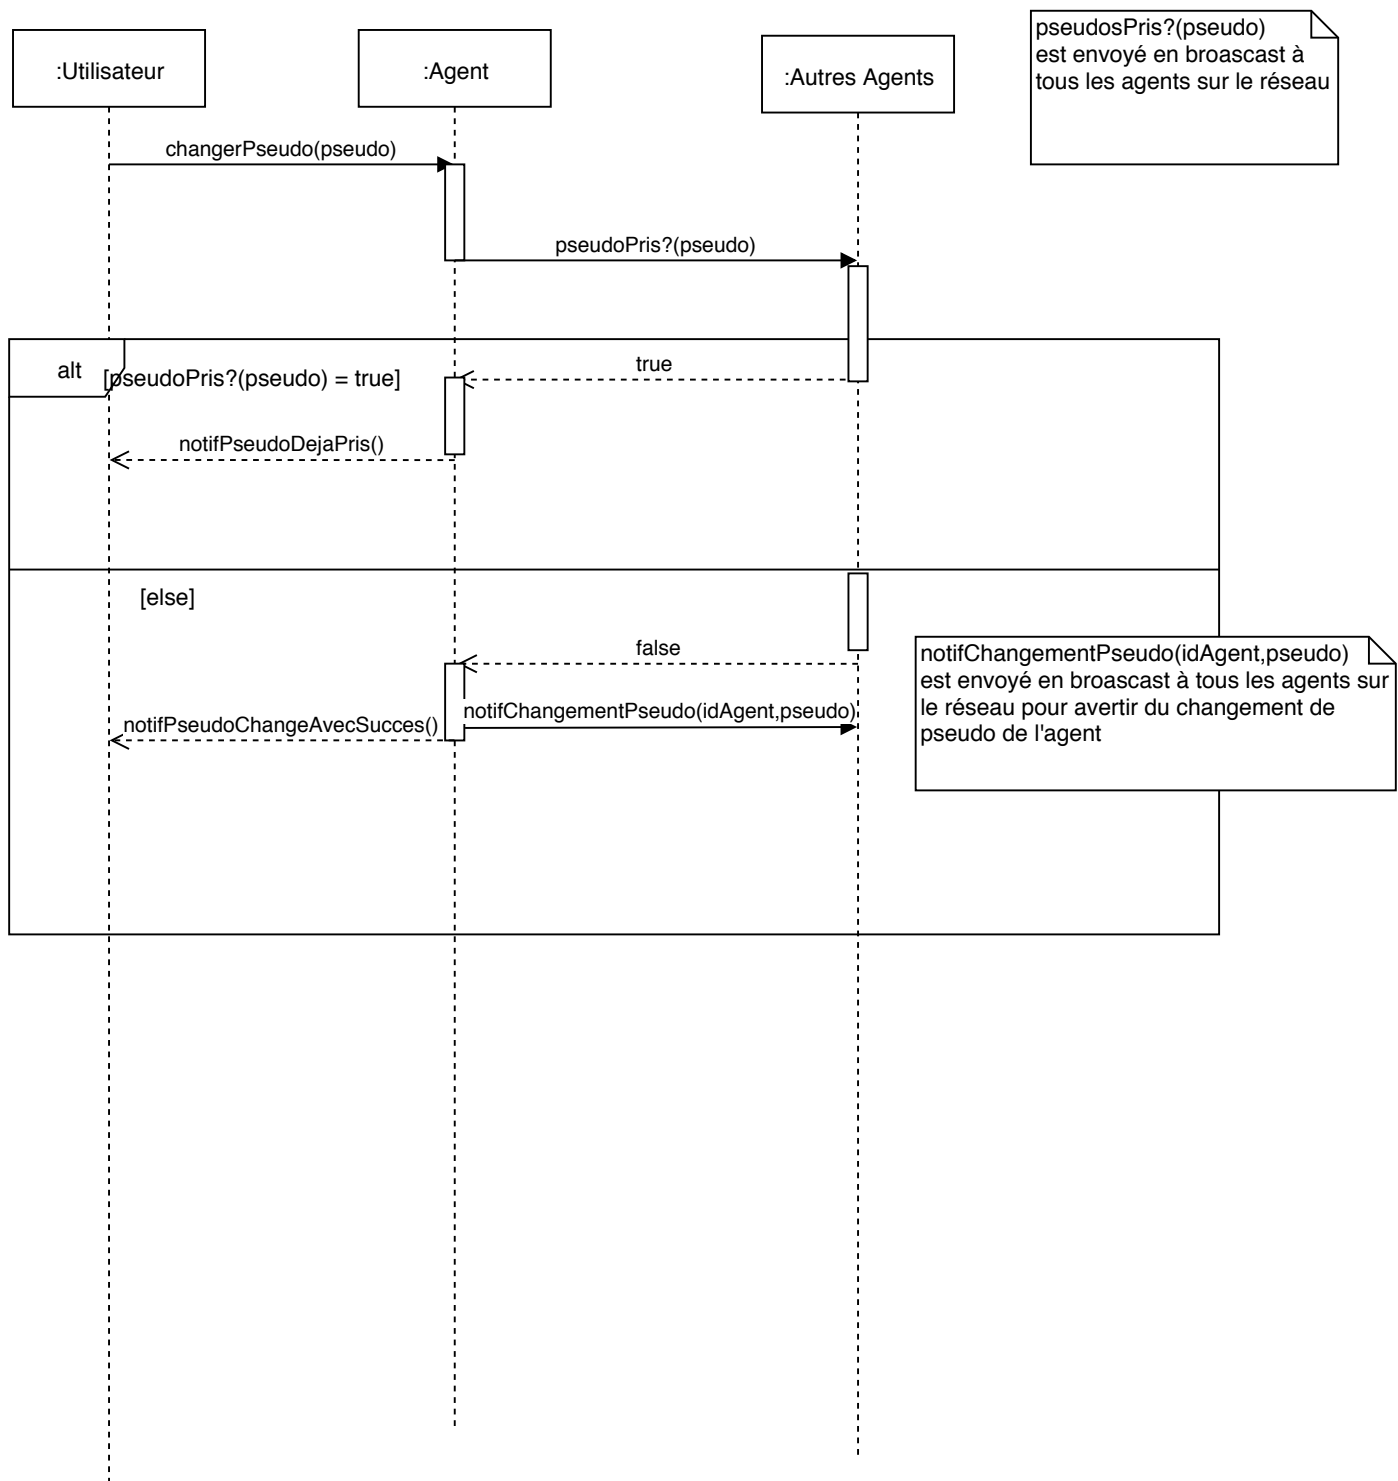 :Utilisateur
:Agent
:Autres Agents
pseudosPris?(pseudo)
est envoyé en broascast à
tous les agents sur le réseau
changerPseudo(pseudo)
pseudoPris?(pseudo)
alt
[pseudoPris?(pseudo) = true]
true
notifPseudoDejaPris()
[else]
false
notifChangementPseudo(idAgent,pseudo)
notifPseudoChangeAvecSucces()
notifChangementPseudo(idAgent,pseudo)
est envoyé en broascast à tous les agents sur
le réseau pour avertir du changement de
pseudo de l'agent